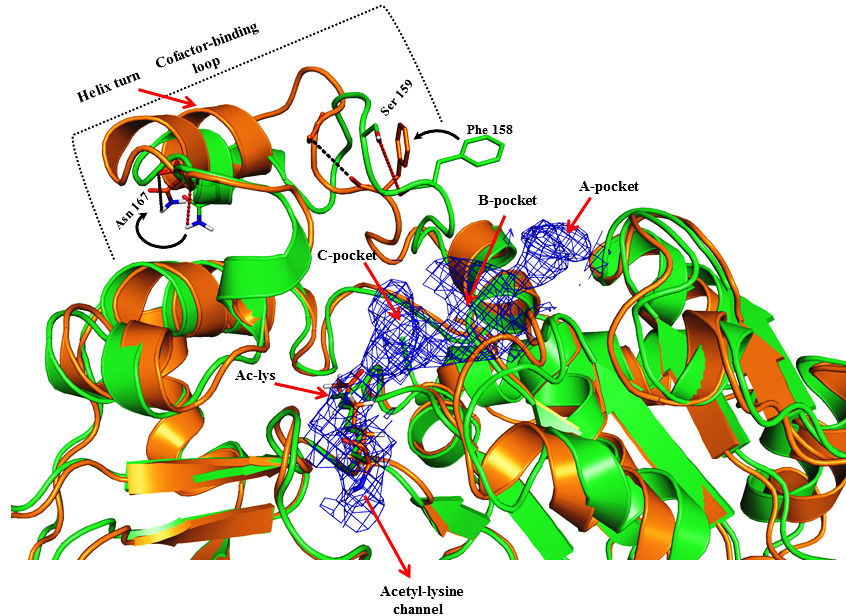 Cofactor-binding
loop
Helix turn
Ser 159
Phe 158
Asn 167
B-pocket
A-pocket
C-pocket
Ac-lys
Acetyl-lysine
channel